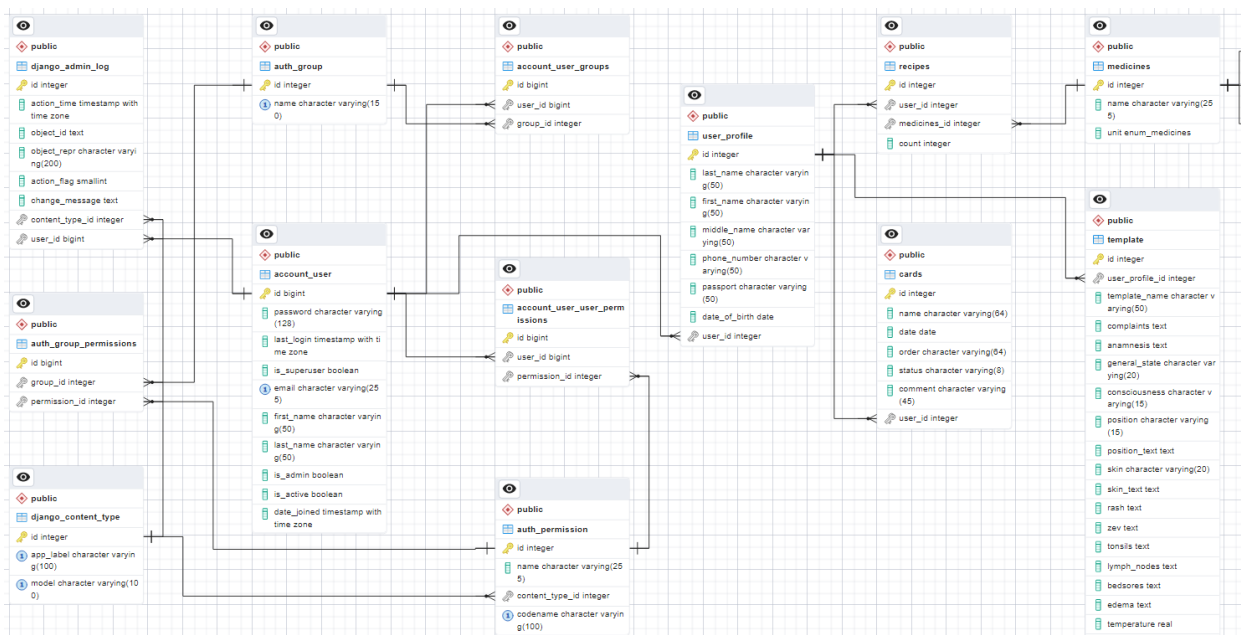 public
django_admin_log
id integer
action_time timestamp with
time zone
object_id text
object_repr character varyi
ng(200)
action_flag smallint
change_message text
content_type_id integer
user_id bigint
public
auth_group_permissions
id bigint
group_id integer
permission_id integer
public
django_content_type
id integer
app_label character varyin
g(100)
model character varying(10
0)
public
auth_group
id integer
name character varying(15
0)
public
account_user
id bigint
password character varying
(128)
last_login timestamp with ti
me zone
is_superuser boolean
email character varying(25
5)
first_name character varyin
g(50)
last_name character varyin
g(50)
is_admin boolean
is_active boolean
date_joined timestamp with
time zone
public
account_user_groups
id bigint
user_id bigint
group_id integer
public
account_user_user_perm
issions
id bigint
user_id bigint
permission_id integer
public
auth_permission
id integer
name character varying(25
5)
content_type_id integer
codename character varyin
g(100)
public
user_profile
id integer
last_name character varyin
g(50)
first_name character varyin
g(50)
middle_name character var
ying(50)
phone_number character v
arying(50)
passport character varying
(50)
date_of_birth date
user_id integer
public
recipes
id integer
user_id integer
medicines_id integer
count integer
public
cards
id integer
name character varying(64)
date date
order character varying(64)
status character varying(8)
comment character varying
(45)
user_id integer
public
medicines
id integer
name character varying(25
5)
unit enum_medicines
public
template
id integer
user_profile_id integer
template_name character v
arying(50)
complaints text
anamnesis text
general_state character var
ying(20)
consciousness character v
arying(15)
position character varying
(15)
position_text text
skin character varying(20)
skin_text text
rash text
zev text
tonsils text
lymph_nodes text
bedsores text
edema text
temperature real